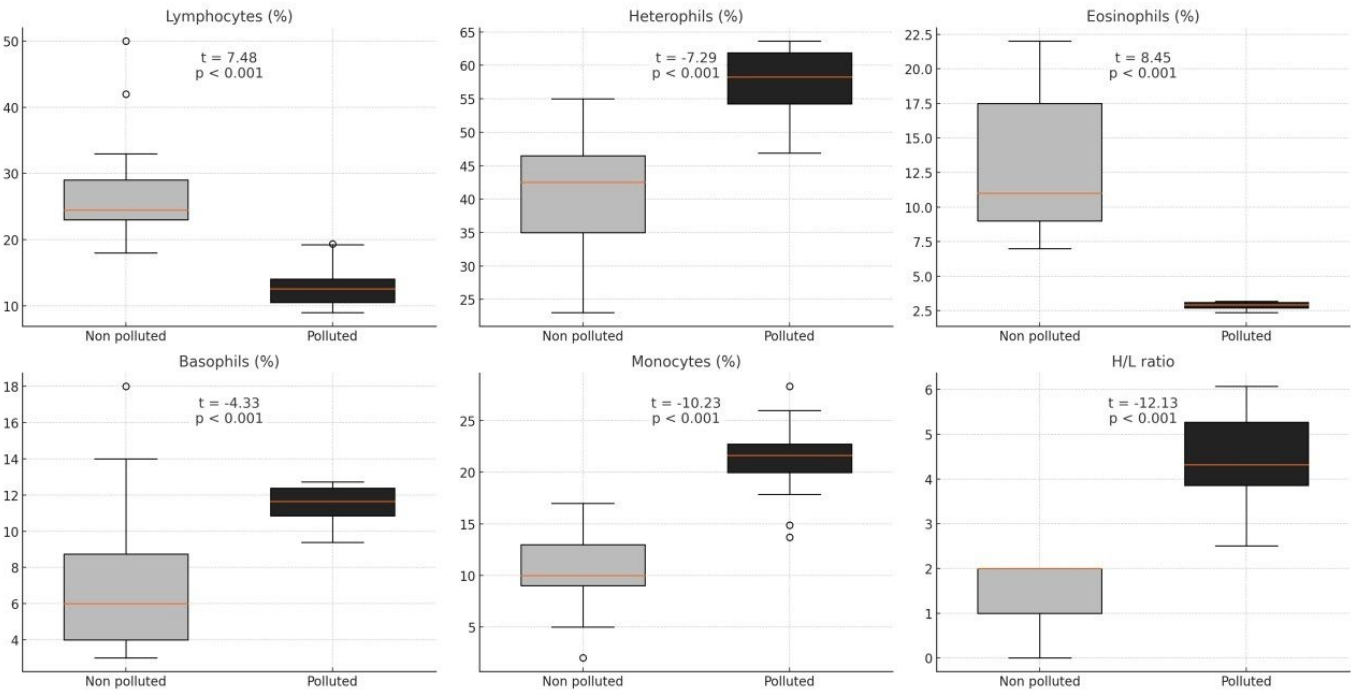 Lymphocytes (%)
50
40
30
20
10
t = 7.48
p < 0.001
Non polluted
Polluted
Heterophils (%)
65
60
55
50
45
40
35
30
25
t = -7.29
p < 0.001
Non polluted
Polluted
Eosinophils (%)
22.5
20.0
17.5
15.0
12.5
10.0
7.5
5.0
2.5
t = 8.45
p < 0.001
Non polluted
Polluted
Basophils (%)
18
16
14
12
10
8
6
4
t = -4.33
p < 0.001
Non polluted
Polluted
Monocytes (%)
25
20
15
10
5
t = -10.23
p < 0.001
Non polluted
Polluted
H/L ratio
6
5
4
3
2
1
0
t = -12.13
p < 0.001
Non polluted
Polluted